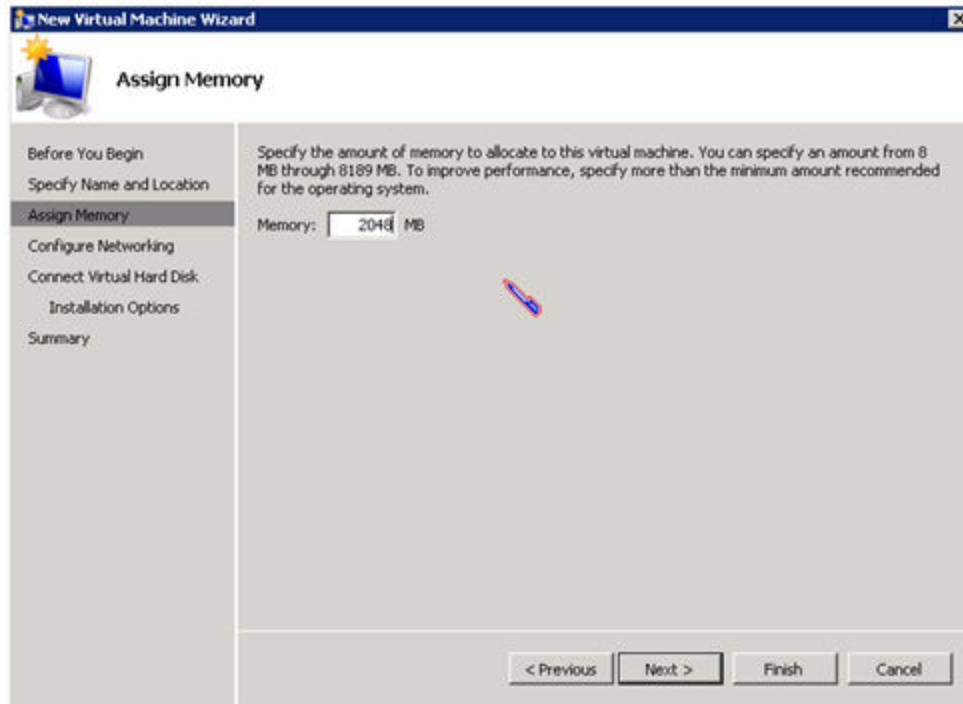 New Virtual Machine Wizard
Assign Memory
Before You Begin
Specify Name and Location
Assign Memory
Configure Networking
Connect Virtual Hard Disk
Installation Options
Summary
Specify the amount of memory to allocate to this virtual machine. You can specify an amount from 8
MB through 8189 MB. To improve performance, specify more than the minimum amount recommended
for the operating system.
Memory: 2048 MB
< Previous Next > Finish Cancel